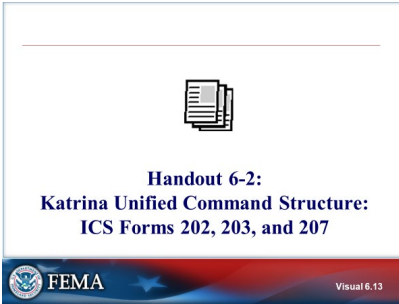 Handout 6-2:
Katrina Unified Command Structure:
ICS Forms 202, 203, and 207
FEMA
Visual 6.13